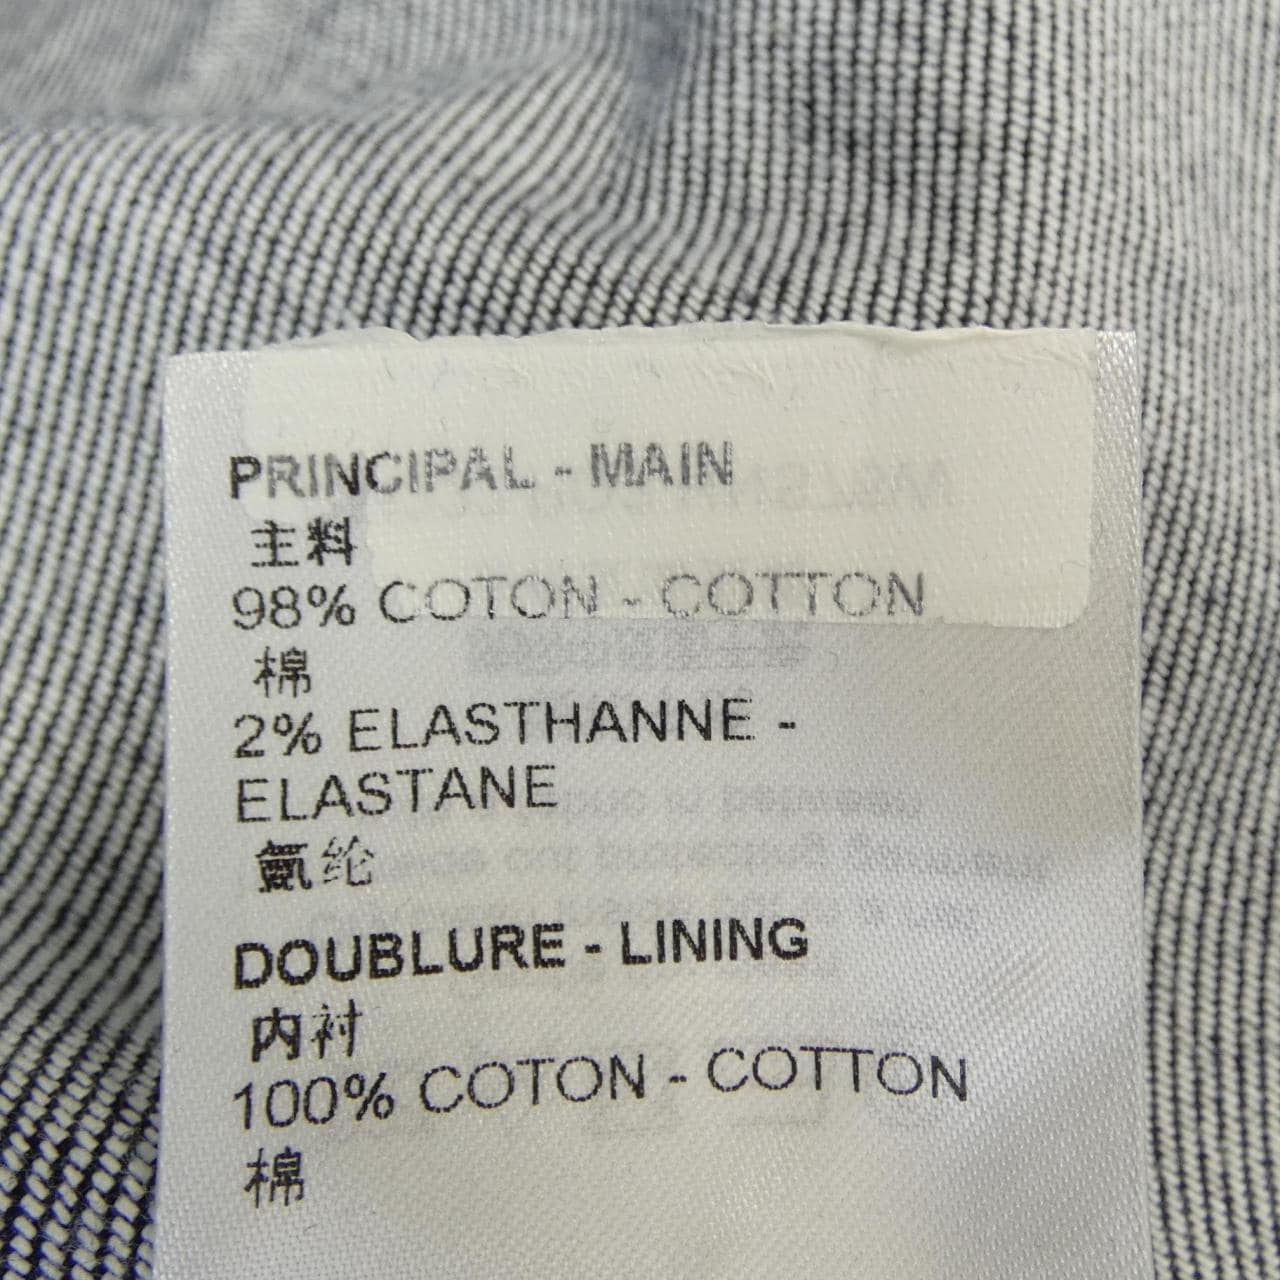 PRINCIPAL - MAIN
主料
98% COTON - COTTON
棉
2% ELASTHANNE -
ELASTANE
氨纶
DOUBLURE - LINING
内衬
100% COTON - COTTON
棉